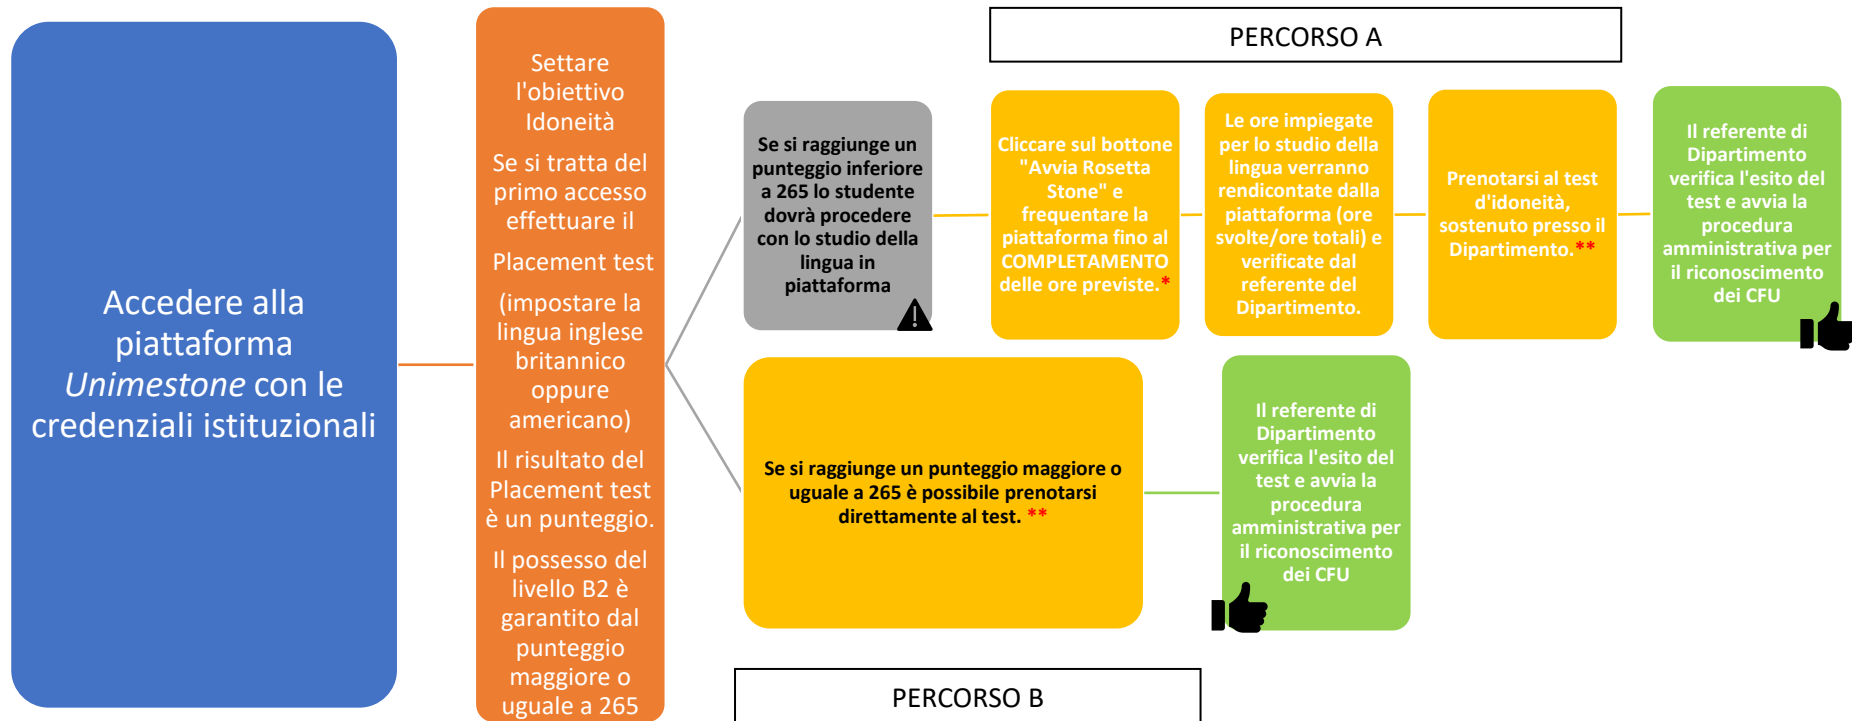 Accedere alla
piattaforma
Unimestone con le
credenziali istituzionali
Settare
l'obiettivo
Idoneità
Se si tratta del
primo accesso
effettuare il
Placement test
(impostare la
lingua inglese
britannico
oppure
americano)
Il risultato del
Placement test
è un punteggio.
Il possesso del
livello B2 è
garantito dal
punteggio
maggiore o
uguale a 265
PERCORSO A
Se si raggiunge un
punteggio inferiore
a 265 lo studente
dovrà procedere
con lo studio della
lingua in
piattaforma
Cliccare sul bottone
"Avvia Rosetta
Stone" e
frequentare la
piattaforma fino al
COMPLETAMENTO
delle ore previste.*
Le ore impiegate
per lo studio della
lingua verranno
rendicontate dalla
piattaforma (ore
svolte/ore totali) e
verificate dal
referente del
Dipartimento.
Prenotarsi al test
d'idoneità,
sostenuto presso il
Dipartimento.**
Il referente di
Dipartimento
verifica l'esito del
test e avvia la
procedura
amministrativa per
il riconoscimento
dei CFU
Se si raggiunge un punteggio maggiore o
uguale a 265 è possibile prenotarsi
direttamente al test. **
Il referente di
Dipartimento
verifica l'esito del
test e avvia la
procedura
amministrativa per
il riconoscimento
dei CFU
PERCORSO B